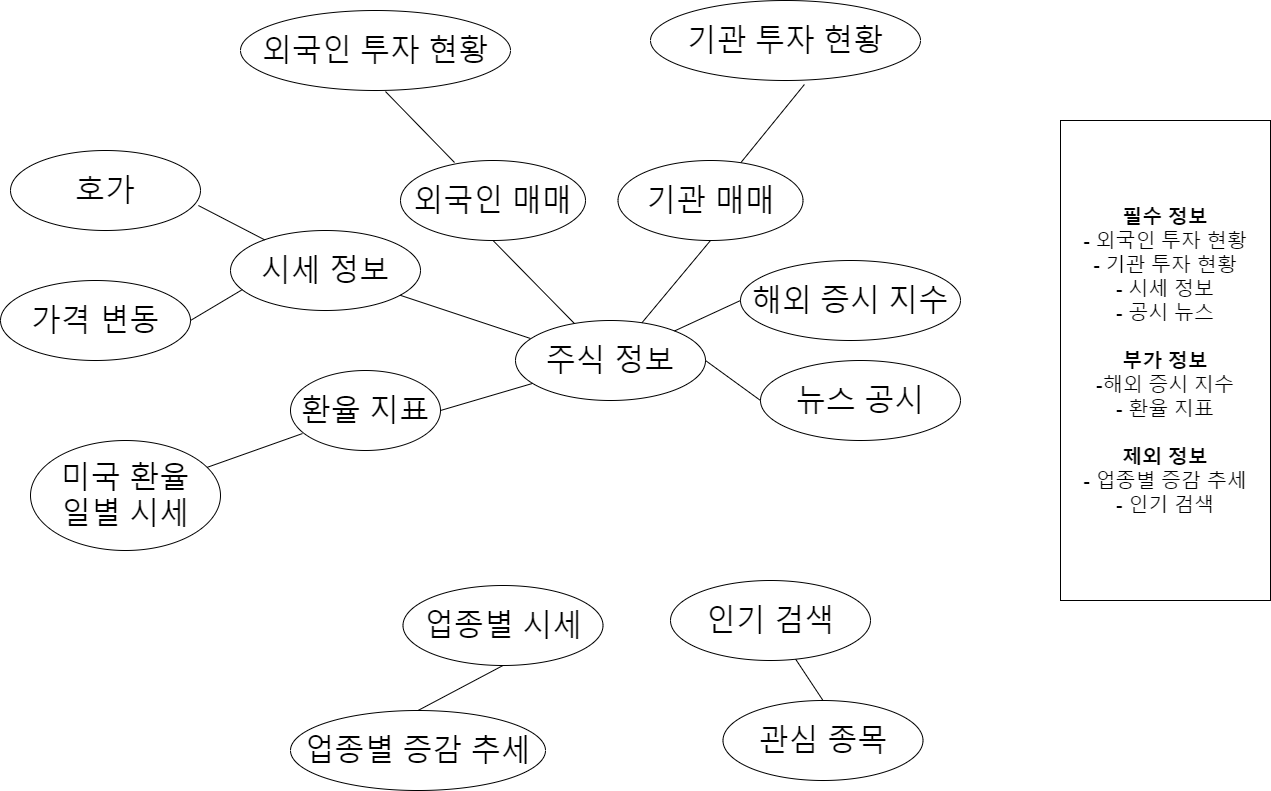 외국인 투자 현황
기관 투자 현황
호가
외국인 매매
기관 매매
시세 정보
해외 증시 지수
가격 변동
주식 정보
뉴스 공시
환율 지표
미국 환율
일별 시세
업종별 시세
인기 검색
업종별 증감 추세
관심 종목
필수 정보
- 외국인 투자 현황
- 기관 투자 현황
- 시세 정보
- 공시 뉴스
부가 정보
-해외 증시 지수
- 환율 지표
제외 정보
- 업종별 증감 추세
- 인기 검색